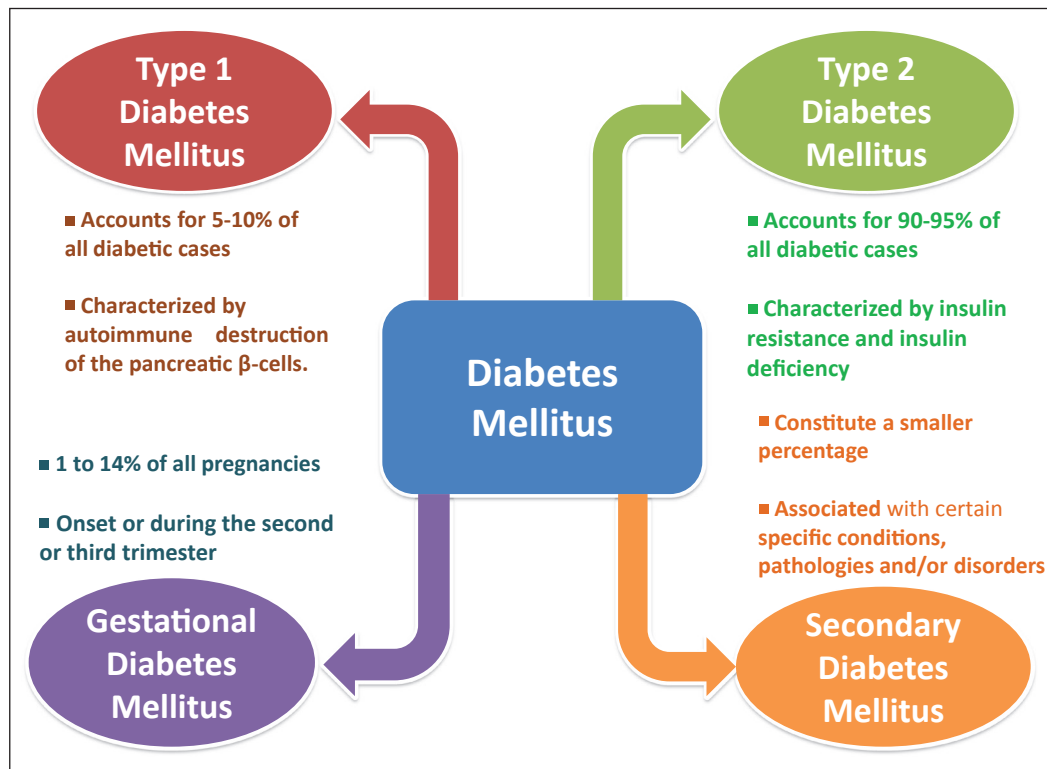 Type 1
Diabetes
Mellitus
■ Accounts for 5-10% of
all diabetic cases
■ Characterized by
autoimmune destruction
of the pancreatic β-cells.
Type 2
Diabetes
Mellitus
■ Accounts for 90-95% of
all diabetic cases
■ Characterized by insulin
resistance and insulin
deficiency
Diabetes
Mellitus
■ 1 to 14% of all pregnancies
■ Onset or during the second
or third trimester
Gestational
Diabetes
Mellitus
■ Constitute a smaller
percentage
■ Associated with certain
specific conditions,
pathologies and/or disorders
Secondary
Diabetes
Mellitus